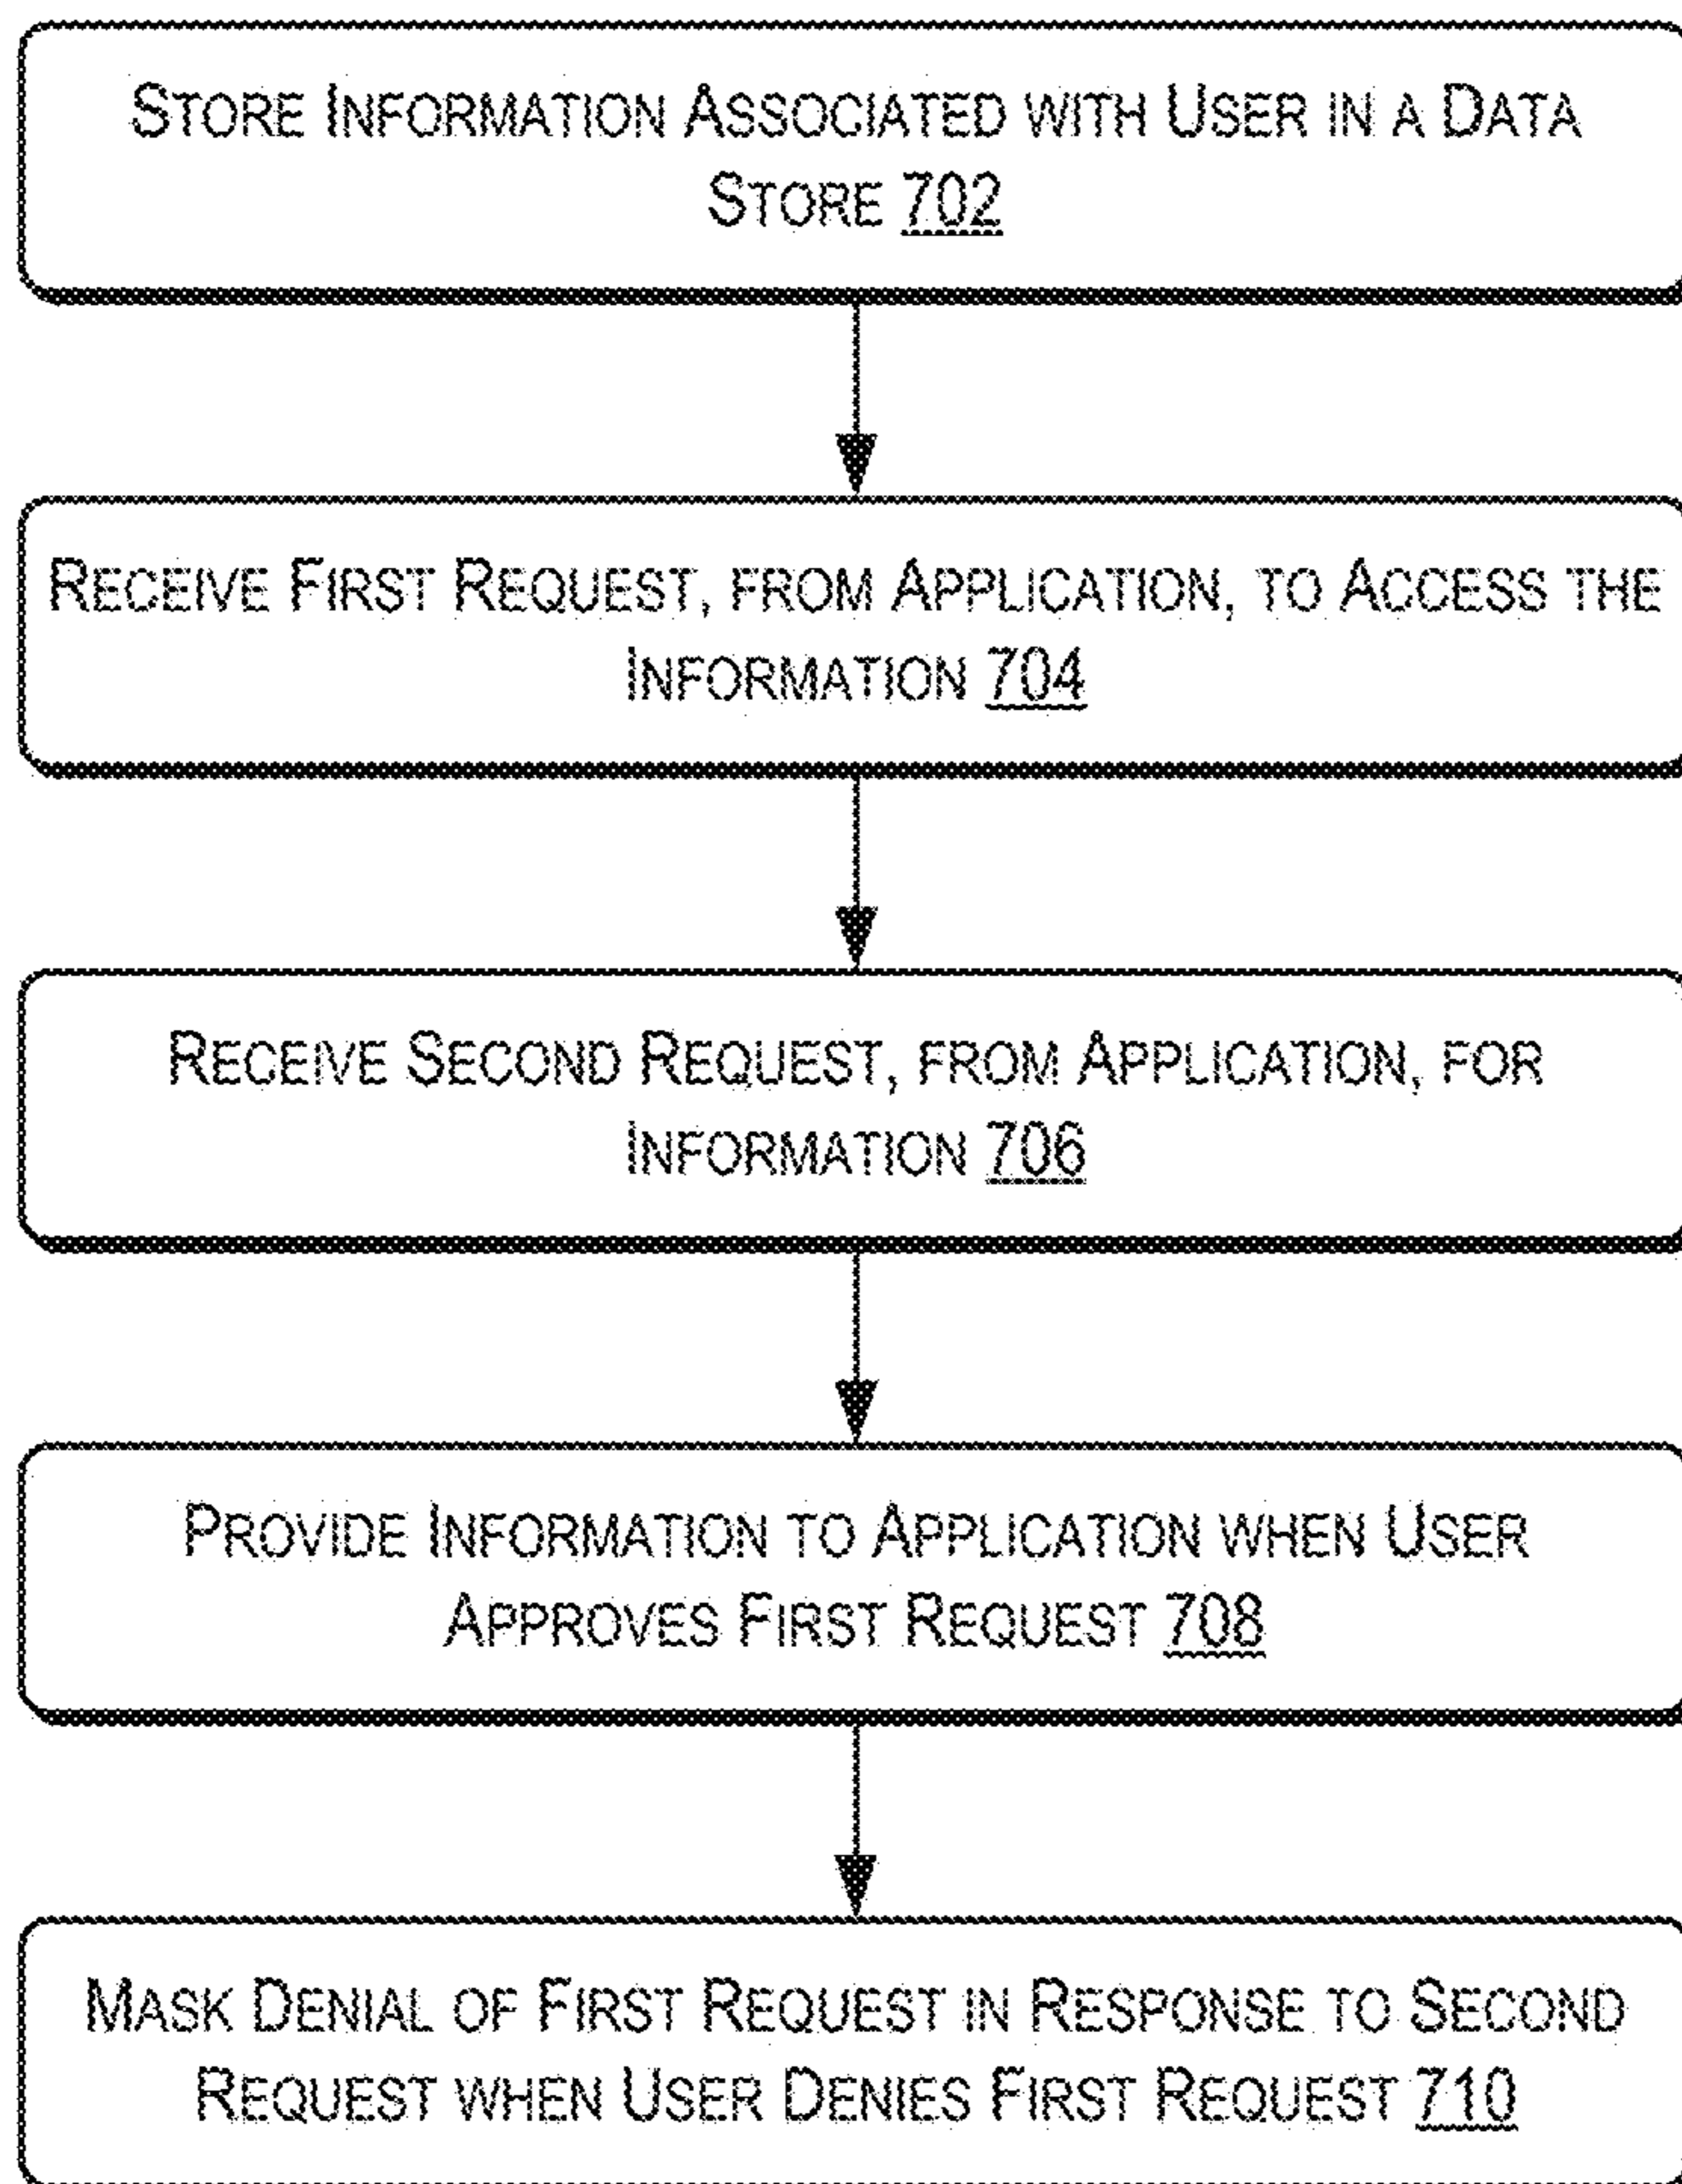 STORE INFORMATION ASSOCIATED WITH USER IN A DATA
STORE 702
RECEIVE FIRST REQUEST, FROM APPLICATION, TO ACCESS THE
INFORMATION 704
RECEIVE SECOND REQUEST, FROM APPLICATION, FOR
INFORMATION 706
PROVIDE INFORMATION TO APPLICATION WHEN USER
APPROVES FIRST REQUEST 708
MASK DENIAL OF FIRST REQUEST IN RESPONSE TO SECOND
REQUEST WHEN USER DENIES FIRST REQUEST 710